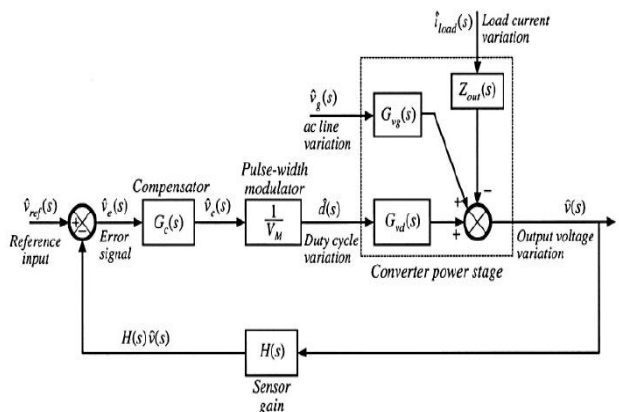 î_load(s) Load current
variation
Z_out(s)
v̂_g(s)
ac line
variation
G_vg(s)
Compensator
Pulse-width
modulator
v̂_ref(s)
Reference
input
+
−
v̂_e(s)
Error
signal
G_c(s)
v̂_c(s)
1
V_M
d̂(s)
Duty cycle
variation
G_vd(s)
+
+
−
v̂(s)
Output voltage
variation
Converter power stage
H(s) v̂(s)
H(s)
Sensor
gain